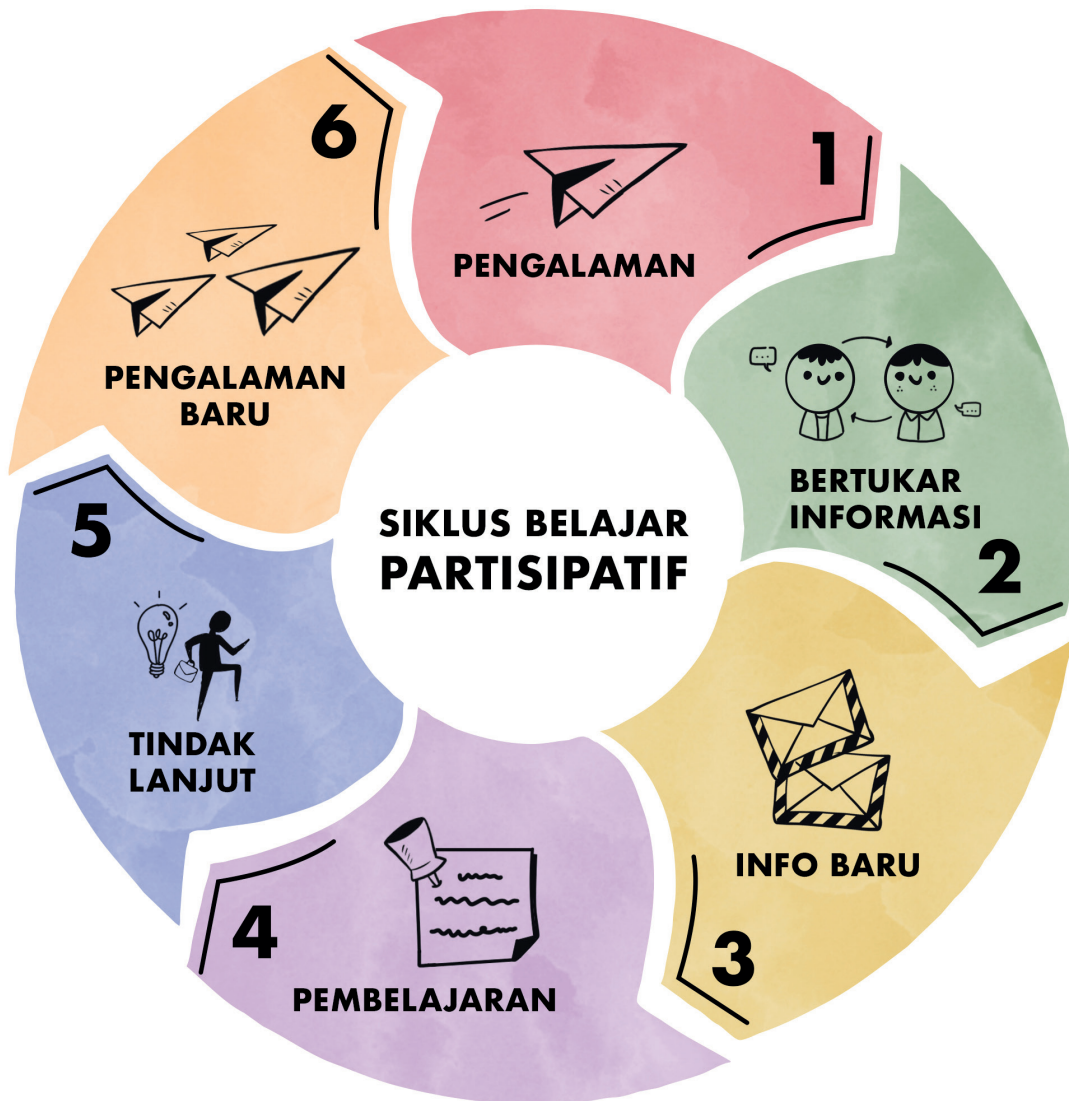 SIKLUS BELAJAR
PARTISIPATIF
1
PENGALAMAN
2
BERTUKAR
INFORMASI
3
INFO BARU
4
PEMBELAJARAN
5
TINDAK
LANJUT
6
PENGALAMAN
BARU